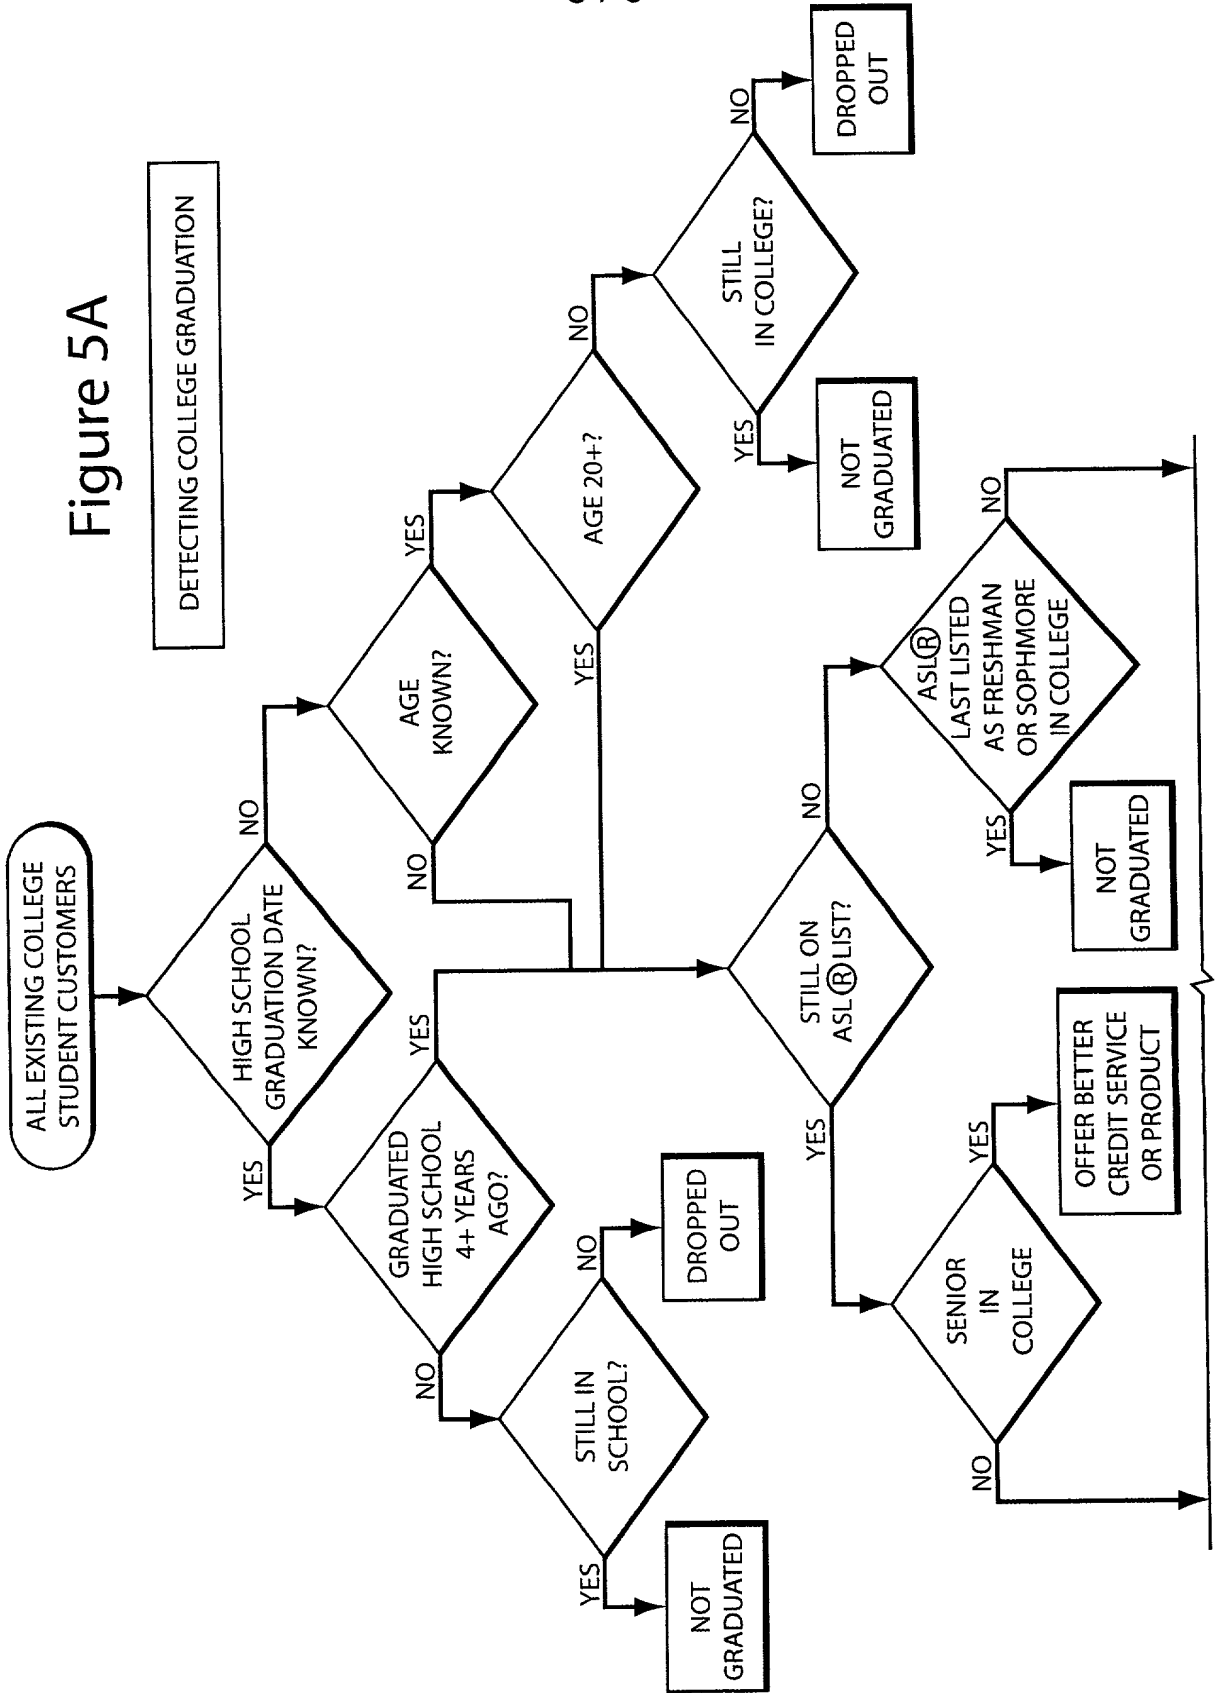 Figure 5A
DETECTING COLLEGE GRADUATION
ALL EXISTING COLLEGE
STUDENT CUSTOMERS
HIGH SCHOOL
GRADUATION DATE
KNOWN?
YES
NO
GRADUATED
HIGH SCHOOL
4+ YEARS
AGO?
NO
YES
AGE
KNOWN?
NO
YES
STILL IN
SCHOOL?
YES
NO
AGE 20+?
YES
NO
NOT
GRADUATED
DROPPED
OUT
STILL
IN COLLEGE?
YES
NO
NOT
GRADUATED
DROPPED
OUT
STILL ON
ASL ® LIST?
YES
NO
SENIOR
IN
COLLEGE
NO
YES
OFFER BETTER
CREDIT SERVICE
OR PRODUCT
ASL®
LAST LISTED
AS FRESHMAN
OR SOPHMORE
IN COLLEGE
YES
NO
NOT
GRADUATED